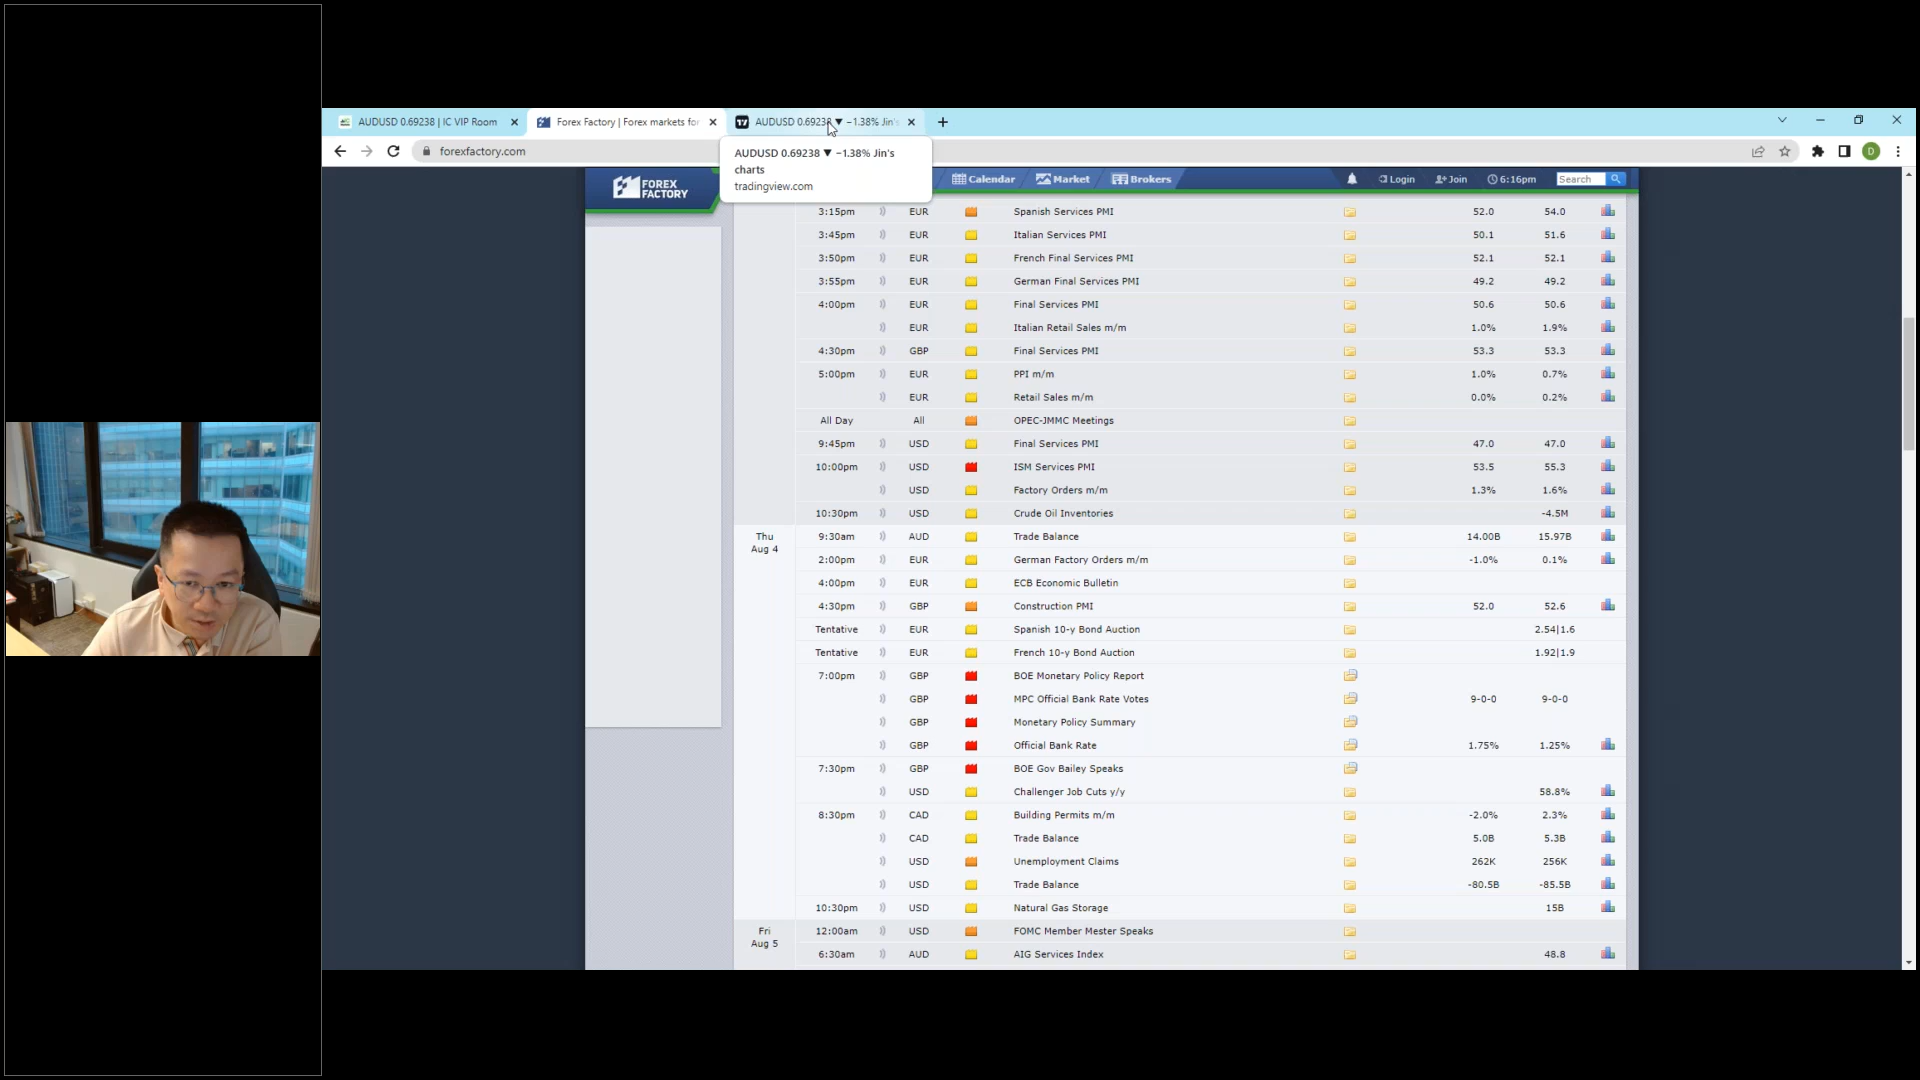 AUDUSD 0.69238 | IC VIP Room
Forex Factory | Forex markets for
AUDUSD 0.69238 ▼ −1.38% Jin's
forexfactory.com
AUDUSD 0.69238 ▼ −1.38% Jin's
charts
tradingview.com
FOREX
FACTORY
Calendar
Market
Brokers
Login
Join
6:16pm
Search
3:15pm EUR Spanish Services PMI 52.0 54.0
3:45pm EUR Italian Services PMI 50.1 51.6
3:50pm EUR French Final Services PMI 52.1 52.1
3:55pm EUR German Final Services PMI 49.2 49.2
4:00pm EUR Final Services PMI 50.6 50.6
EUR Italian Retail Sales m/m 1.0% 1.9%
4:30pm GBP Final Services PMI 53.3 53.3
5:00pm EUR PPI m/m 1.0% 0.7%
EUR Retail Sales m/m 0.0% 0.2%
All Day All OPEC-JMMC Meetings
9:45pm USD Final Services PMI 47.0 47.0
10:00pm USD ISM Services PMI 53.5 55.3
USD Factory Orders m/m 1.3% 1.6%
10:30pm USD Crude Oil Inventories -4.5M
Thu
Aug 4
9:30am AUD Trade Balance 14.00B 15.97B
2:00pm EUR German Factory Orders m/m -1.0% 0.1%
4:00pm EUR ECB Economic Bulletin
4:30pm GBP Construction PMI 52.0 52.6
Tentative EUR Spanish 10-y Bond Auction 2.54|1.6
Tentative EUR French 10-y Bond Auction 1.92|1.9
7:00pm GBP BOE Monetary Policy Report
GBP MPC Official Bank Rate Votes 9-0-0 9-0-0
GBP Monetary Policy Summary
GBP Official Bank Rate 1.75% 1.25%
7:30pm GBP BOE Gov Bailey Speaks
USD Challenger Job Cuts y/y 58.8%
8:30pm CAD Building Permits m/m -2.0% 2.3%
CAD Trade Balance 5.0B 5.3B
USD Unemployment Claims 262K 256K
USD Trade Balance -80.5B -85.5B
10:30pm USD Natural Gas Storage 15B
Fri
Aug 5
12:00am USD FOMC Member Mester Speaks
6:30am AUD AIG Services Index 48.8